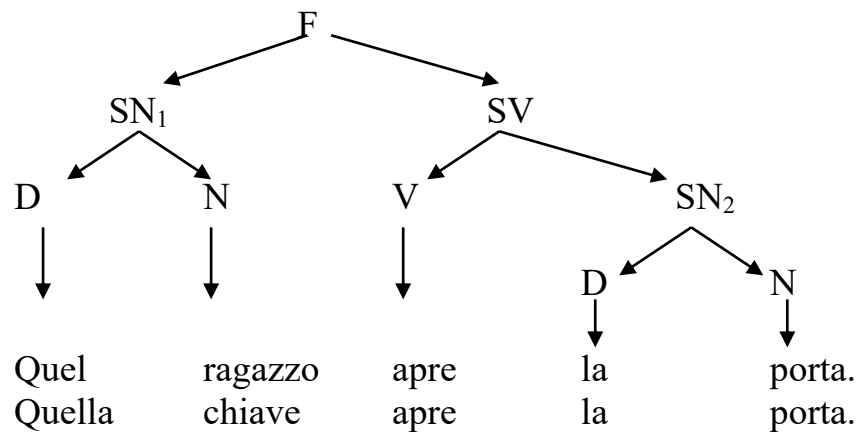 F
SN₁ SV
D N V SN₂
D N
Quel ragazzo apre la porta.
Quella chiave apre la porta.